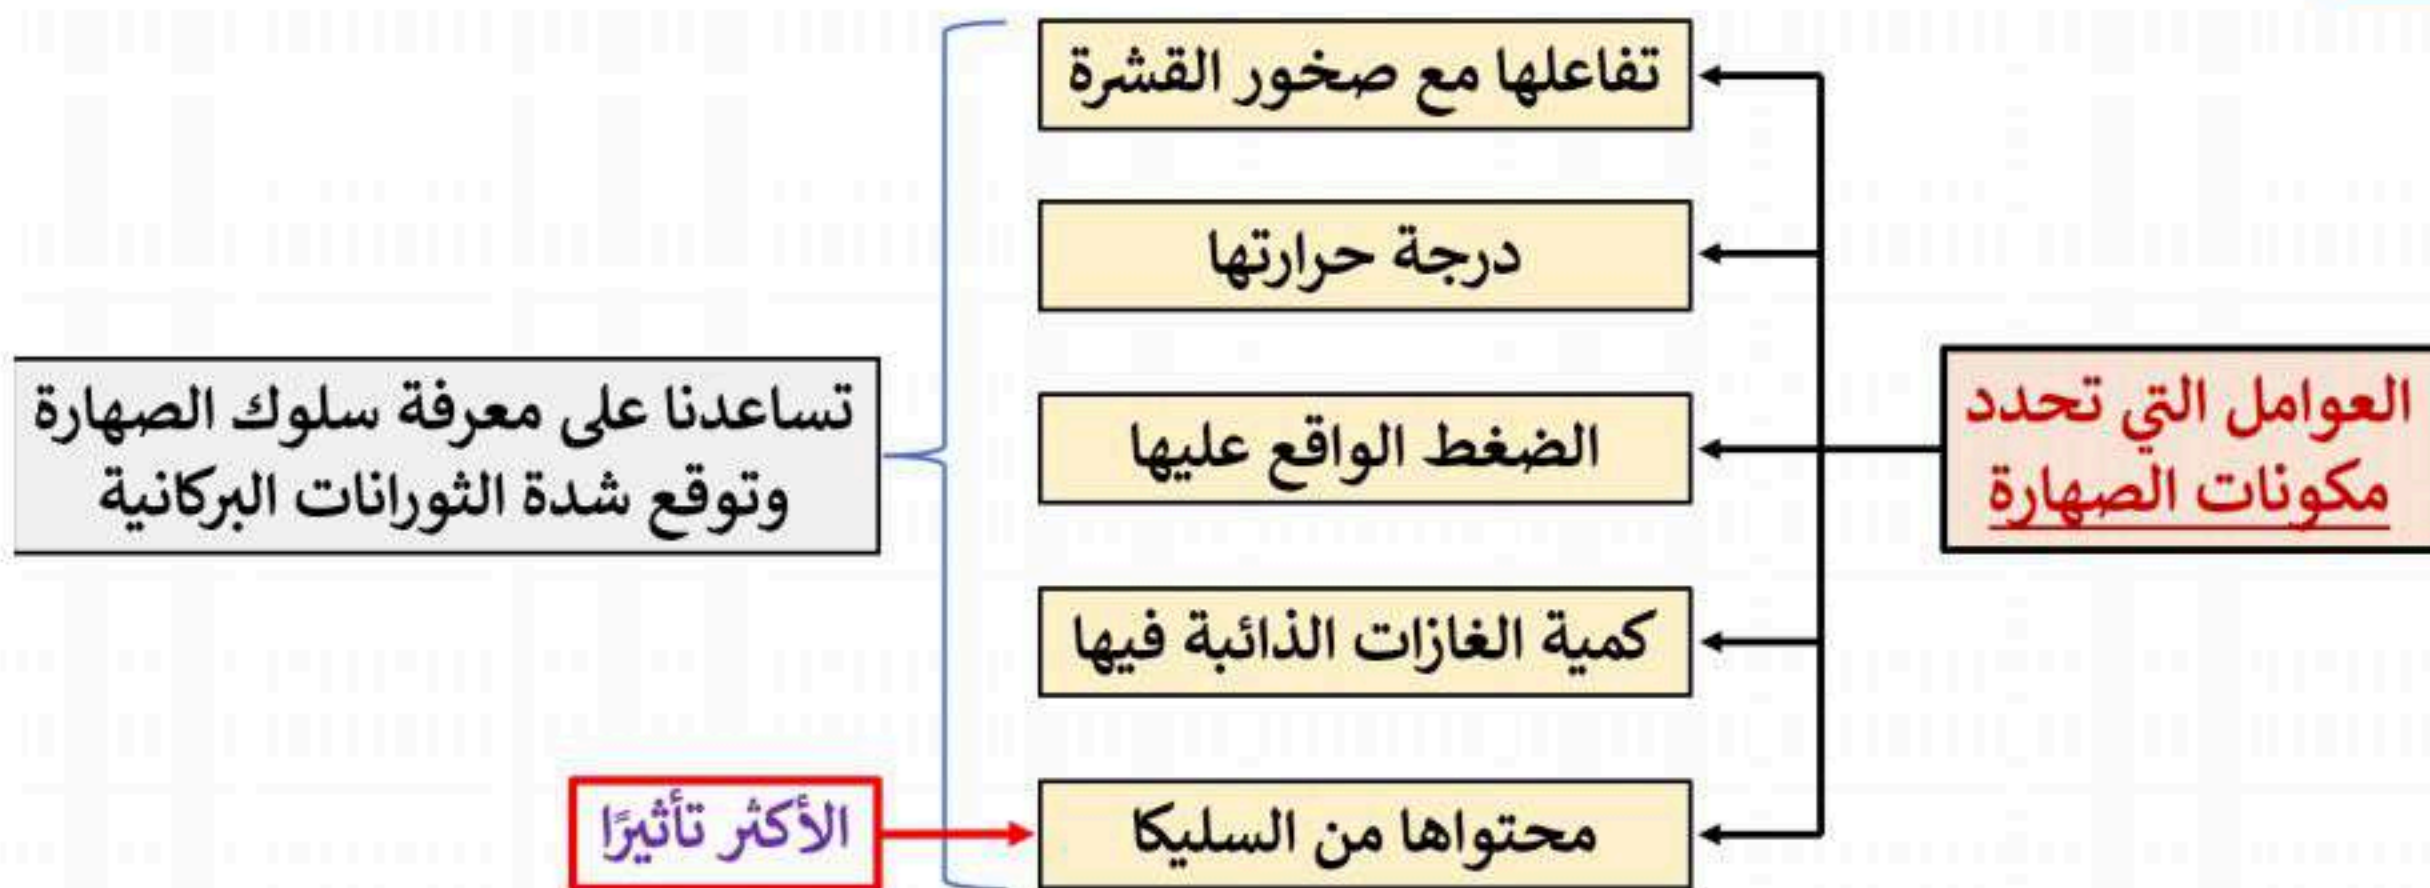 العوامل التي تحدد
مكونات الصهارة
تفاعلها مع صخور القشرة
درجة حرارتها
الضغط الواقع عليها
كمية الغازات الذائبة فيها
محتواها من السليكا
الأكثر تأثيرًا
تساعدنا على معرفة سلوك الصهارة
وتوقع شدة الثورانات البركانية